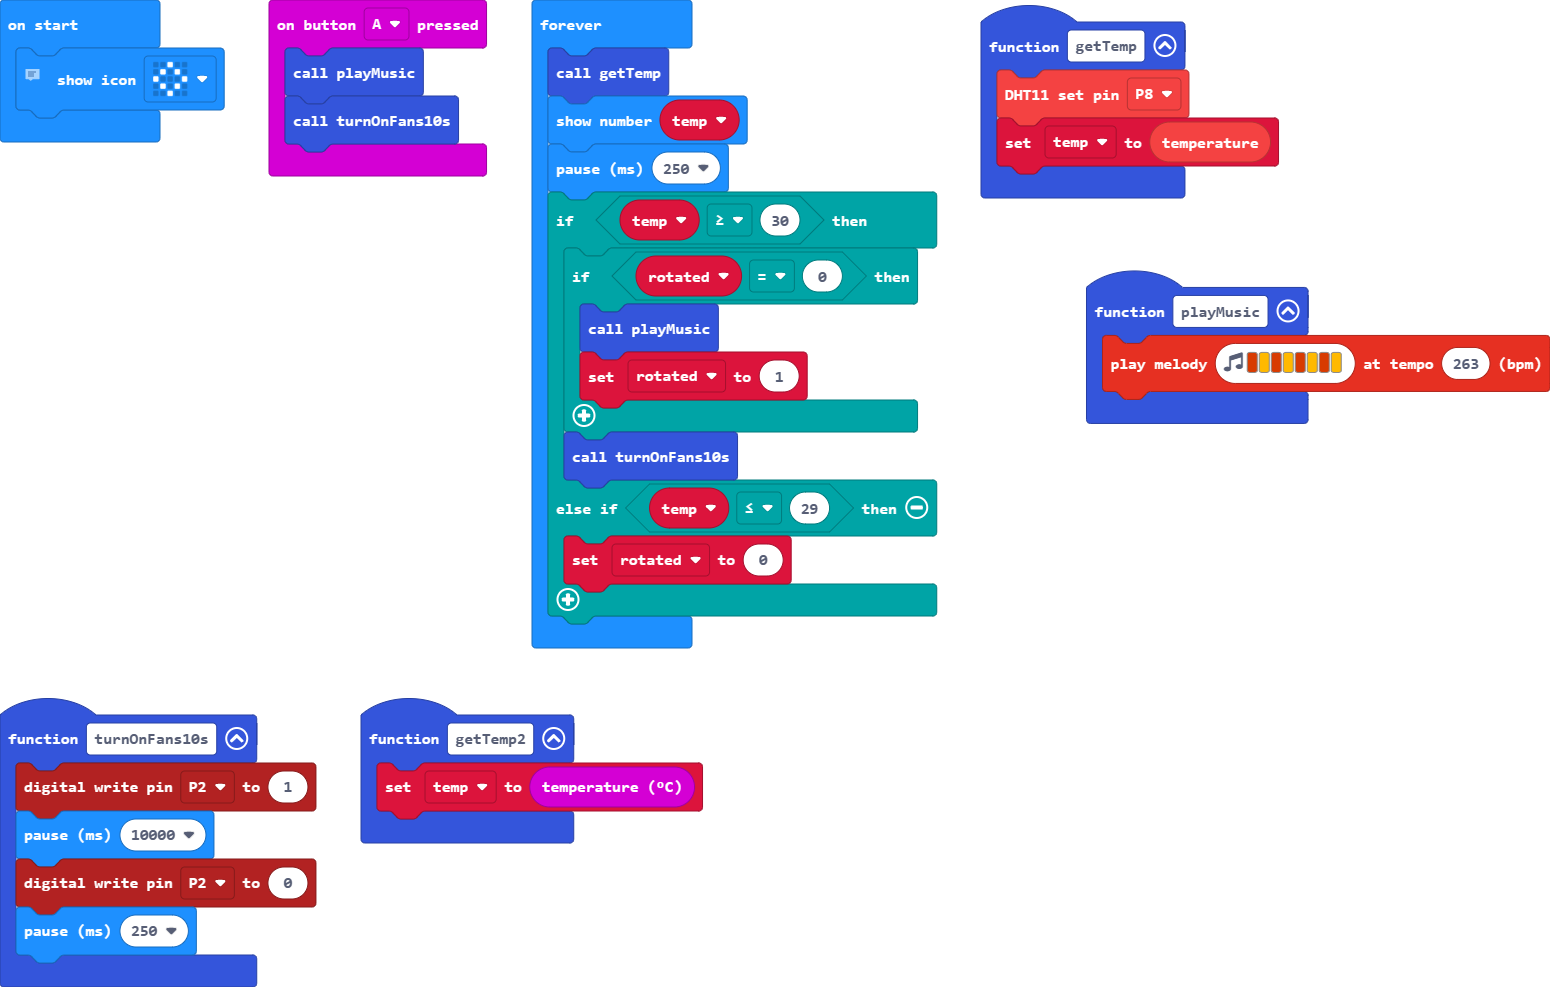 on start
show icon
on button A pressed
call playMusic
call turnOnFans10s
forever
call getTemp
show number temp
pause (ms) 250
if temp ≥ 30 then
if rotated = 0 then
call playMusic
set rotated to 1
call turnOnFans10s
else if temp ≤ 29 then
set rotated to 0
function getTemp
DHT11 set pin P8
set temp to temperature
function playMusic
play melody at tempo 263 (bpm)
function turnOnFans10s
digital write pin P2 to 1
pause (ms) 10000
digital write pin P2 to 0
pause (ms) 250
function getTemp2
set temp to temperature (°C)